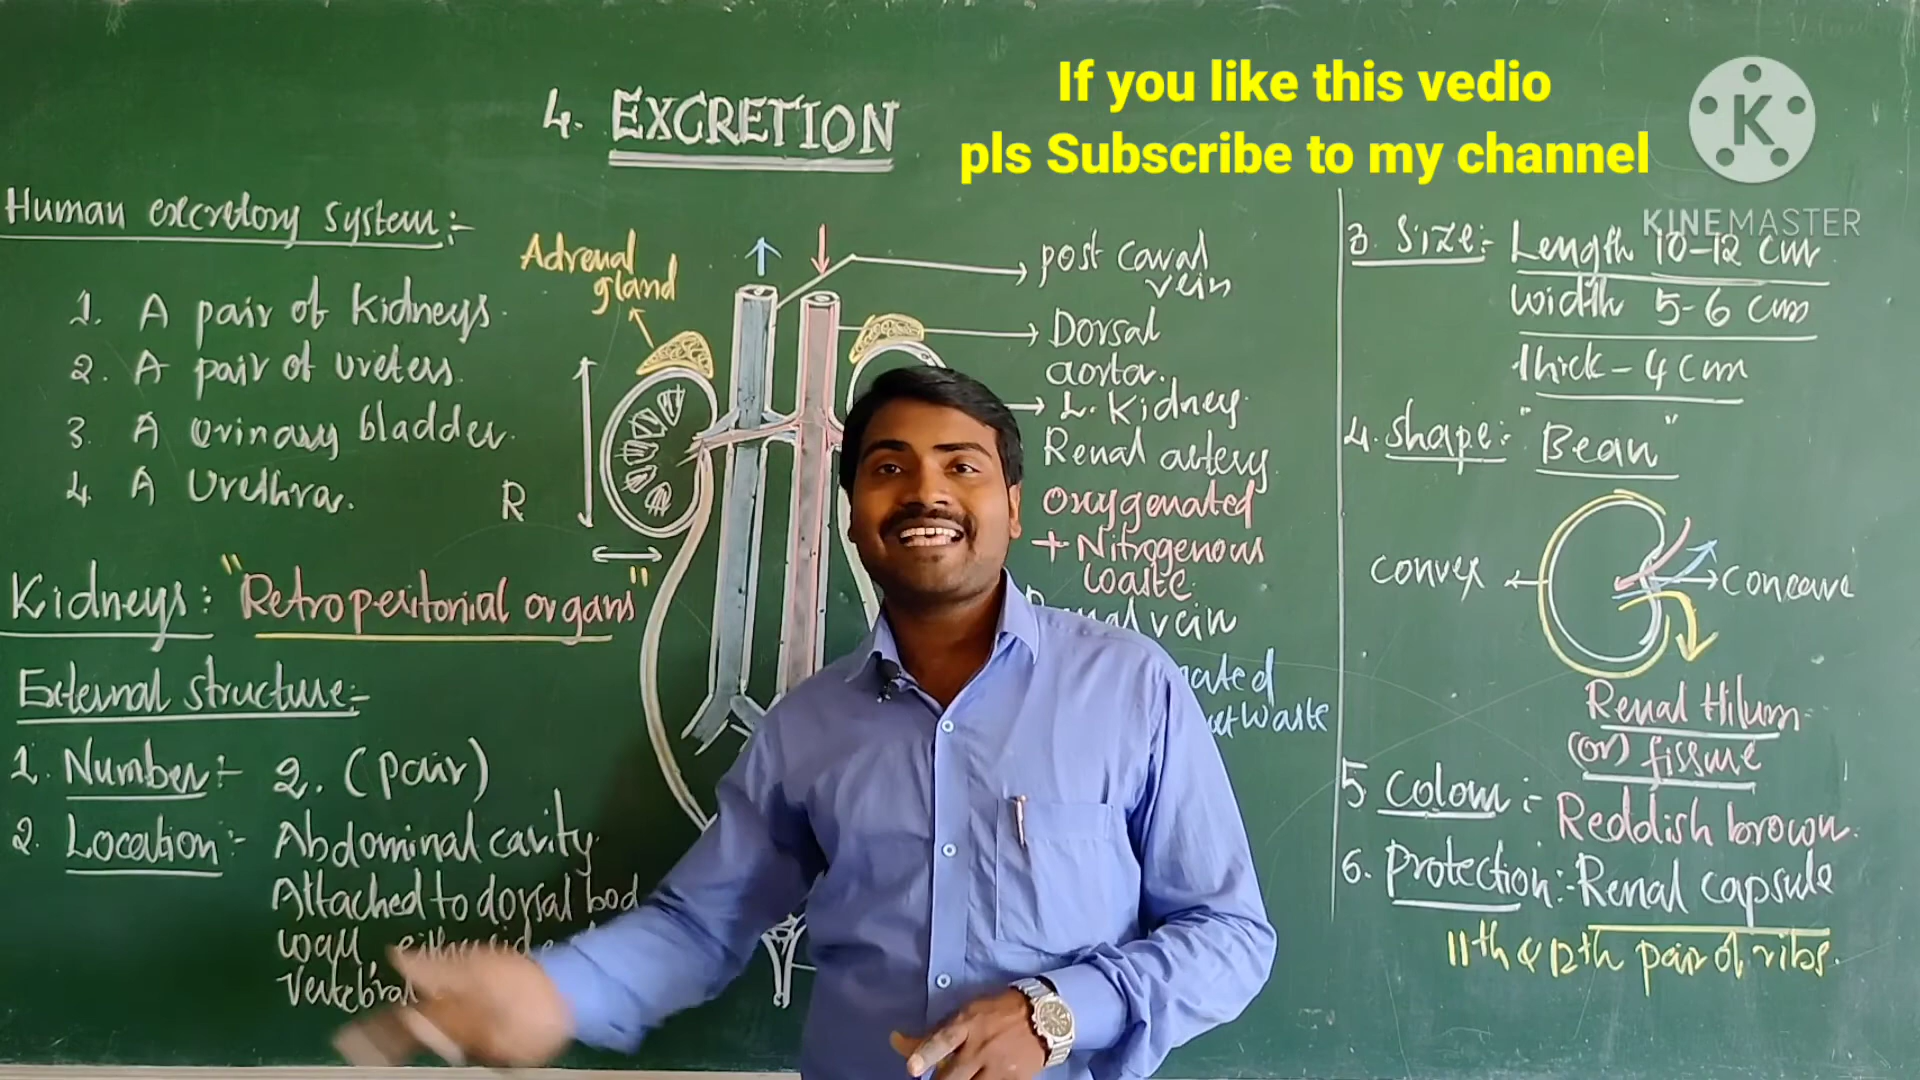 If you like this vedio
pls Subscribe to my channel
K
KINEMASTER
4. EXCRETION
Human excretory system:-
1. A pair of kidneys.
2. A pair of ureters.
3. A urinary bladder.
4. A Urethra.
Kidneys: "Retroperitonial organs"
External structure:-
1. Number:- 2. (pair)
2. Location:- Abdominal cavity.
Attached to dorsal bod
wall,
Vertebral
Adrenal
gland
R
post caval
vein
Dorsal
aorta.
L. Kidney.
Renal artery.
Oxygenated
+ Nitrogenous
waste.
vein
Waste
3. Size:- Length 10-12 cm
width 5-6 cm
thick - 4 cm
4. shape:- "Bean"
convex
concave
Renal Hilum
(or) fissure
5 Colour:- Reddish brown.
6. Protection:- Renal capsule
11th & 12th pair of ribs.